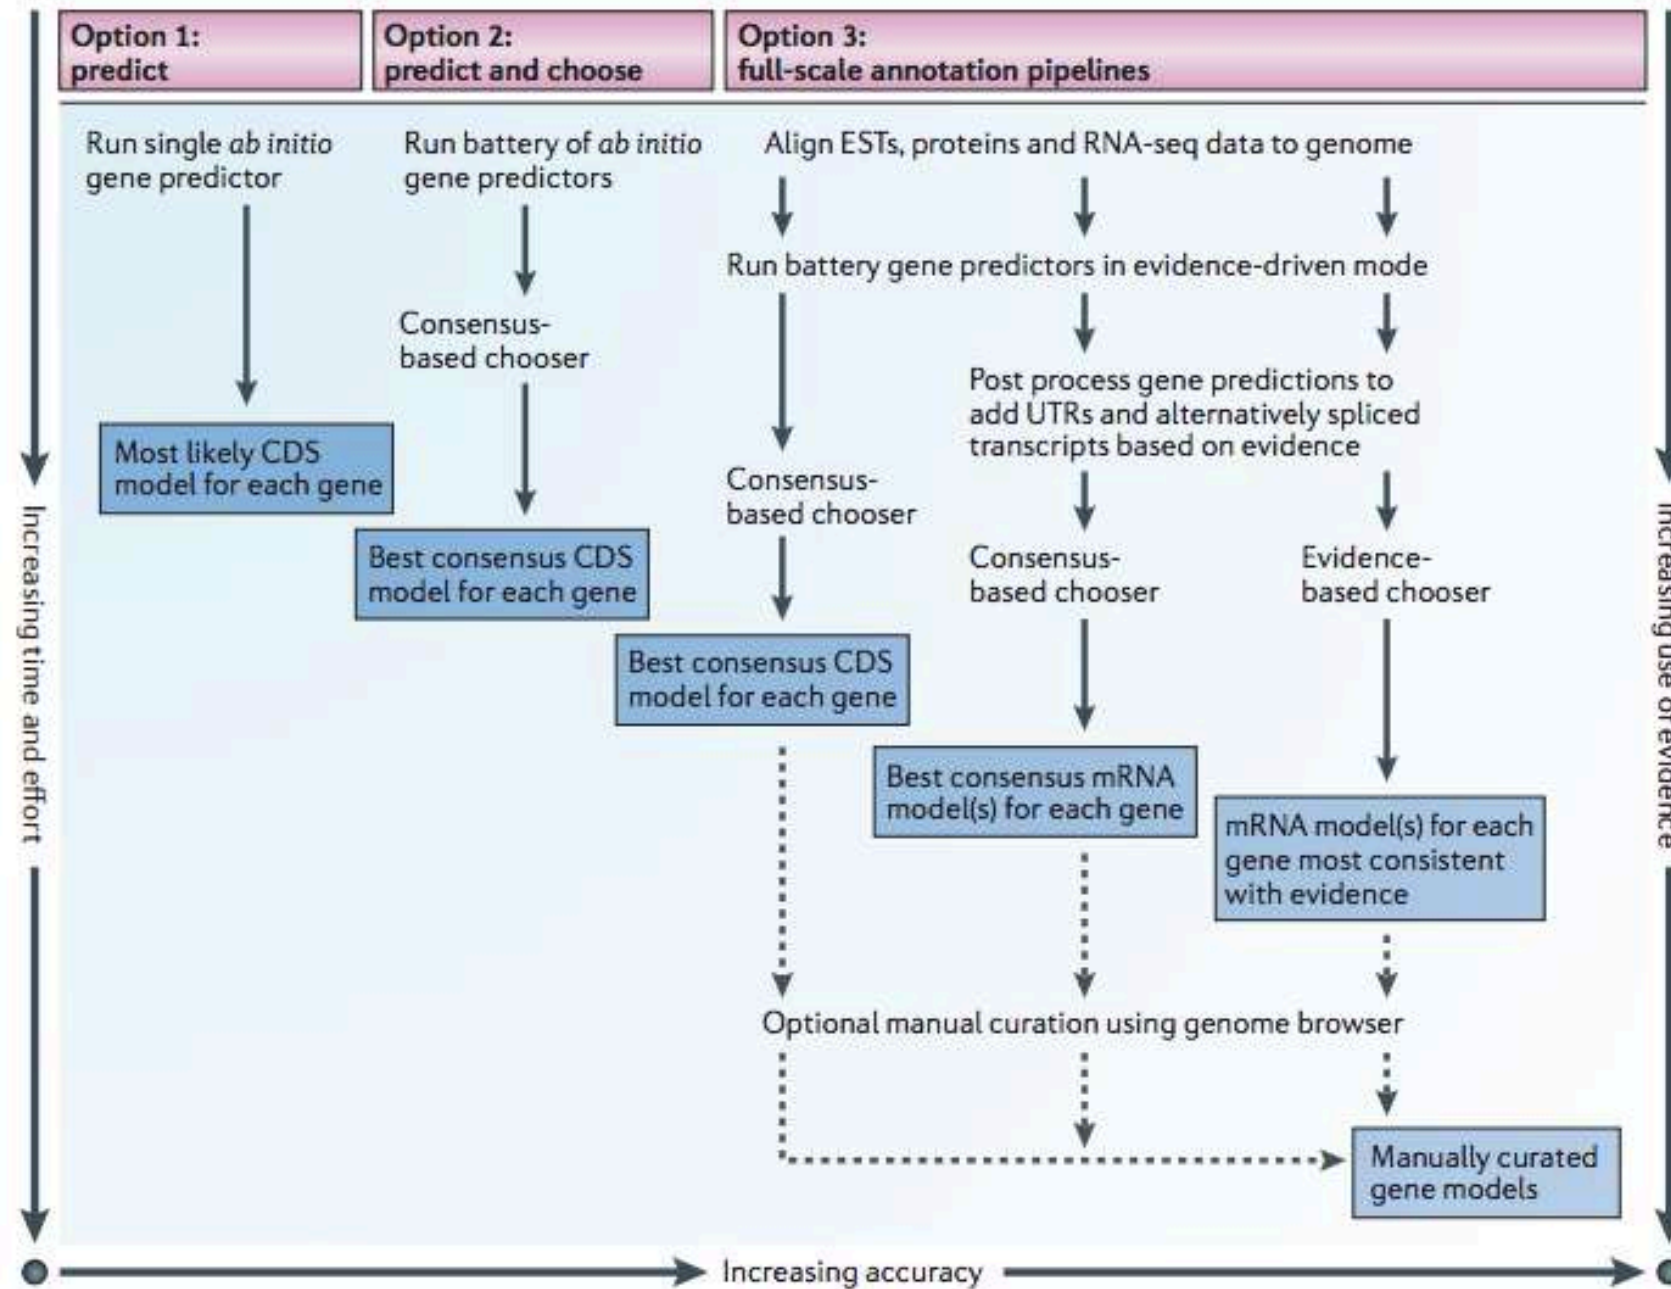 Option 1:
predict
Option 2:
predict and choose
Option 3:
full-scale annotation pipelines
Run single ab initio
gene predictor
Most likely CDS
model for each gene
Run battery of ab initio
gene predictors
Consensus-
based chooser
Best consensus CDS
model for each gene
Align ESTs, proteins and RNA-seq data to genome
Run battery gene predictors in evidence-driven mode
Consensus-
based chooser
Best consensus CDS
model for each gene
Post process gene predictions to
add UTRs and alternatively spliced
transcripts based on evidence
Consensus-
based chooser
Best consensus mRNA
model(s) for each gene
Evidence-
based chooser
mRNA model(s) for each
gene most consistent
with evidence
Optional manual curation using genome browser
Manually curated
gene models
Increasing time and effort
Increasing use of evidence
Increasing accuracy